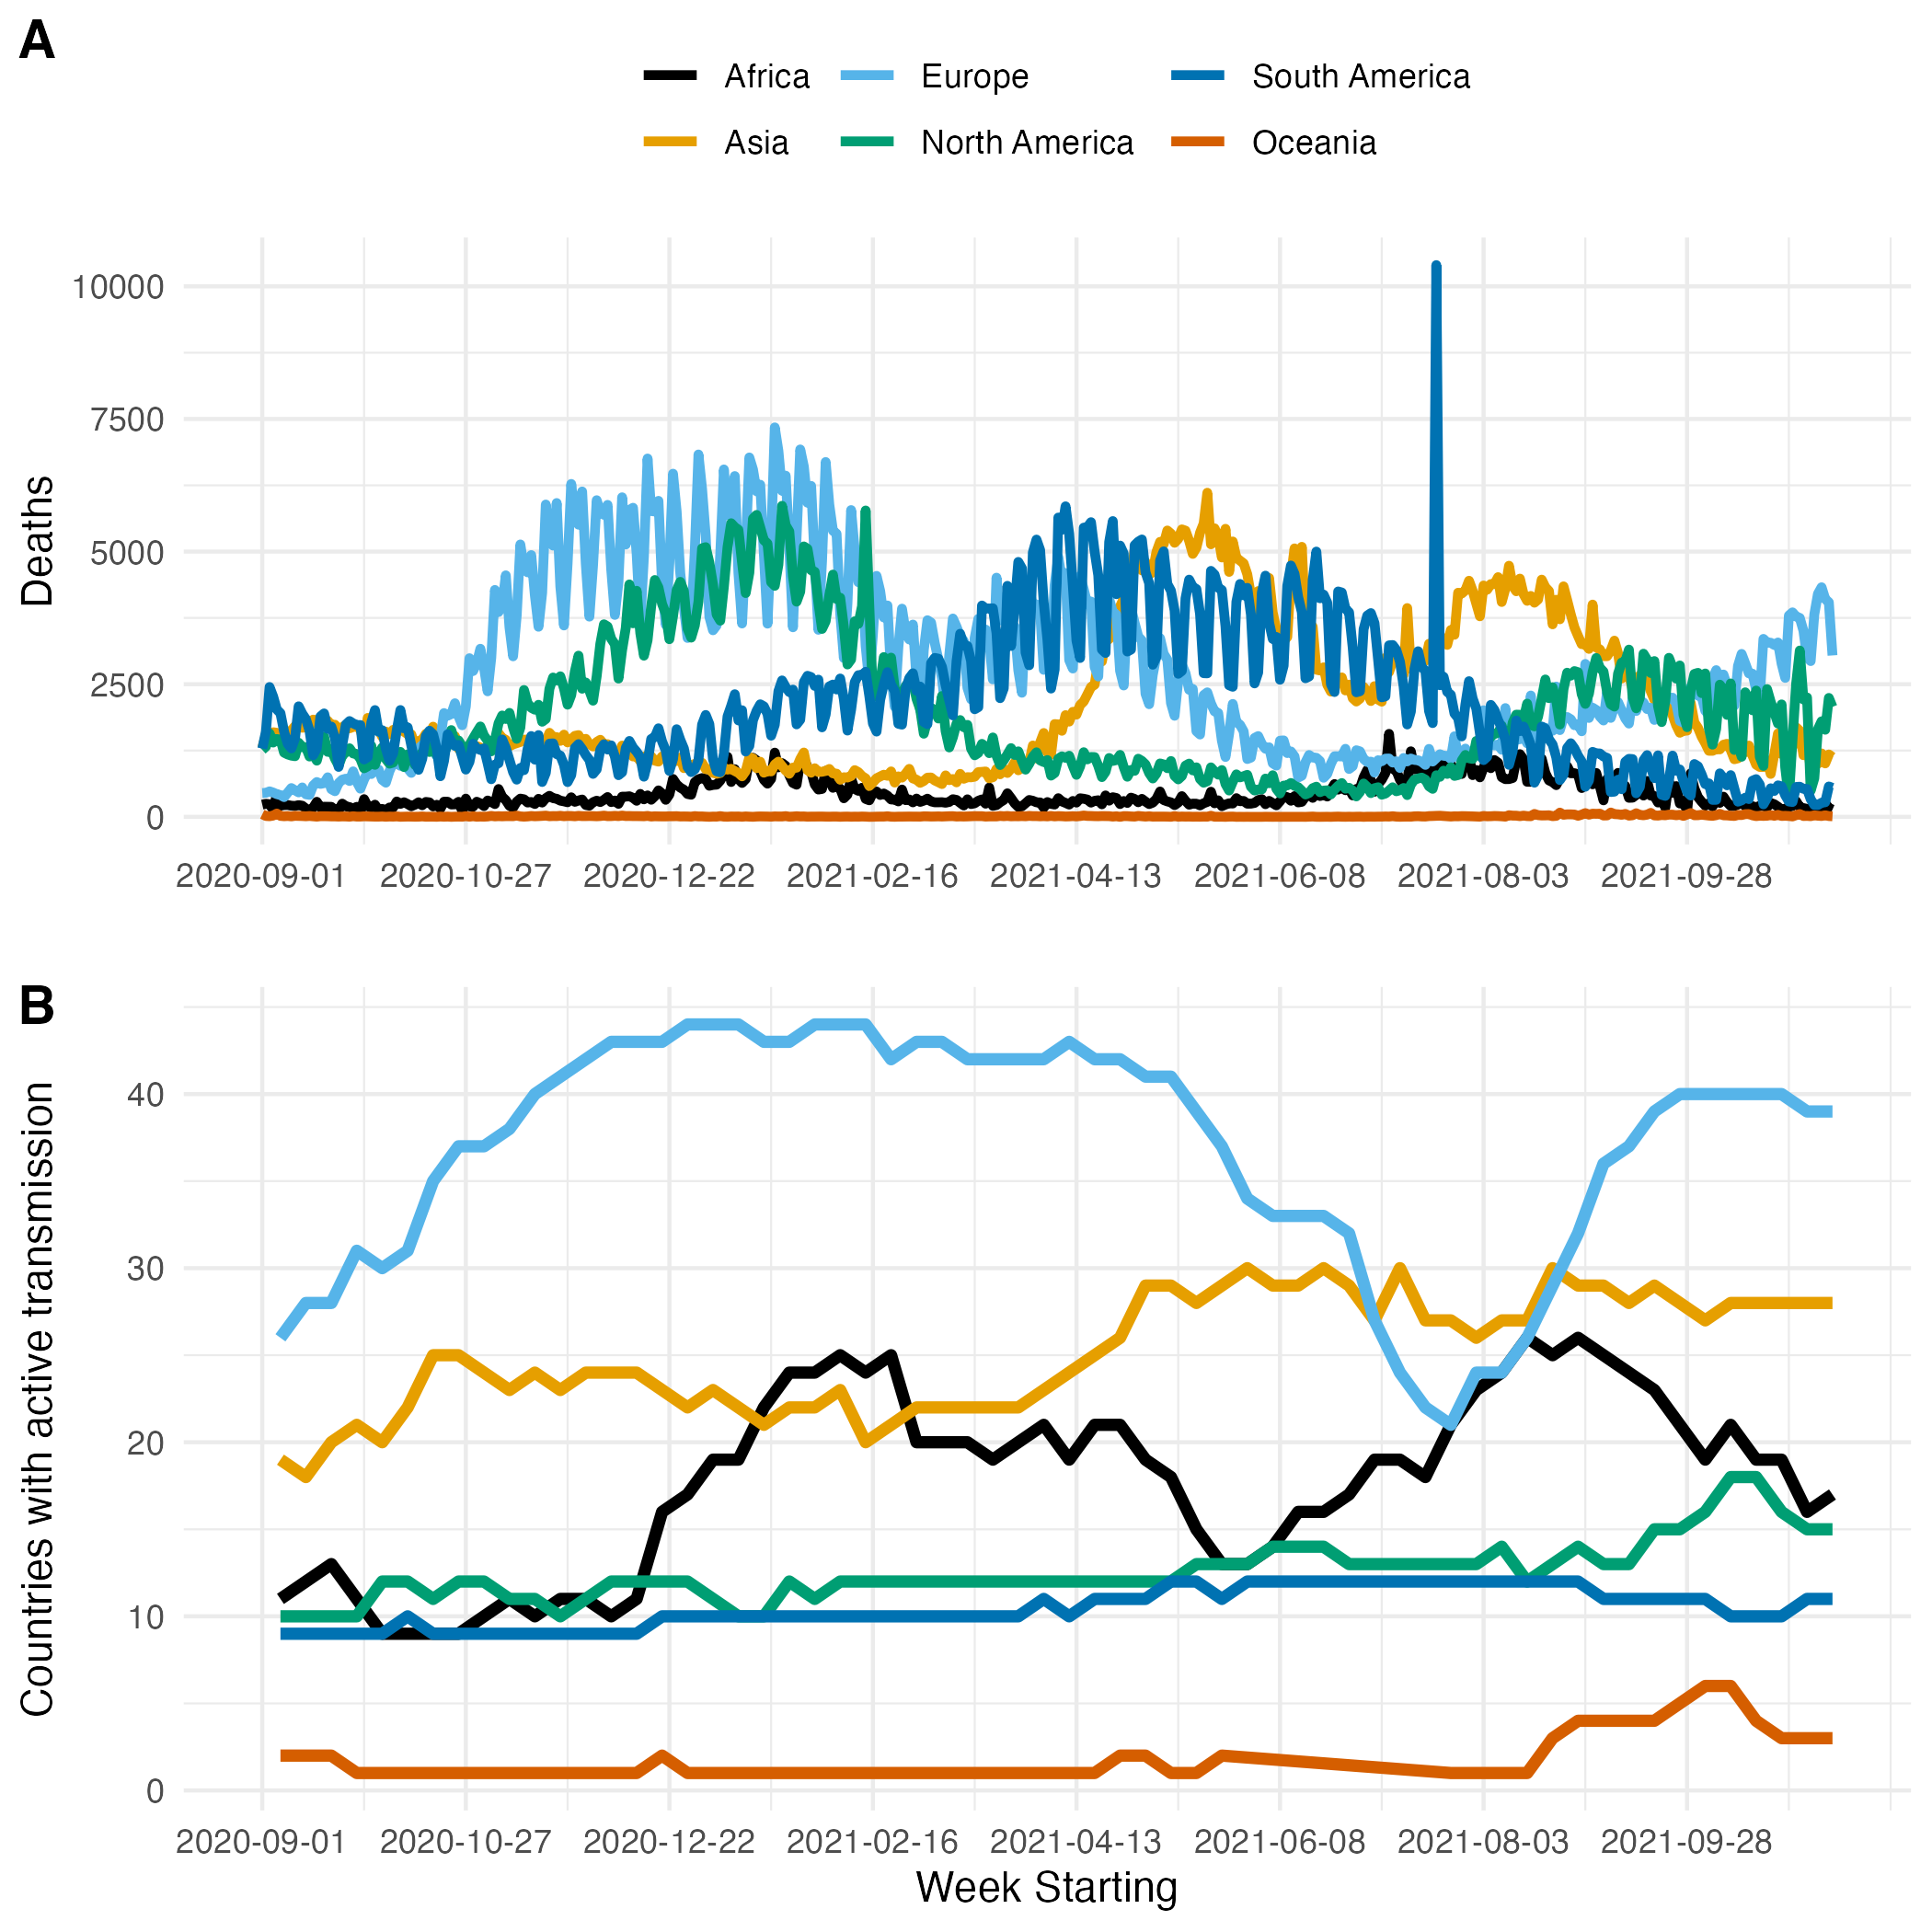 A
Africa Europe South America
Asia North America Oceania
Deaths
10000
7500
5000
2500
0
2020-09-01 2020-10-27 2020-12-22 2021-02-16 2021-04-13 2021-06-08 2021-08-03 2021-09-28
B
Countries with active transmission
40
30
20
10
0
2020-09-01 2020-10-27 2020-12-22 2021-02-16 2021-04-13 2021-06-08 2021-08-03 2021-09-28
Week Starting